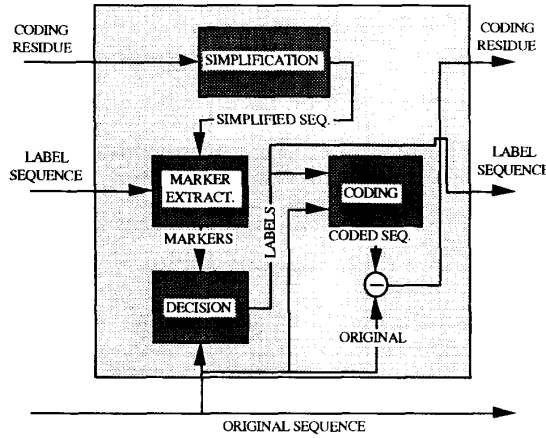 CODING
RESIDUE
CODING
RESIDUE
SIMPLIFICATION
SIMPLIFIED SEQ.
LABEL
SEQUENCE
LABEL
SEQUENCE
MARKER
EXTRACT.
LABELS
CODING
MARKERS
CODED SEQ.
DECISION
ORIGINAL
ORIGINAL SEQUENCE